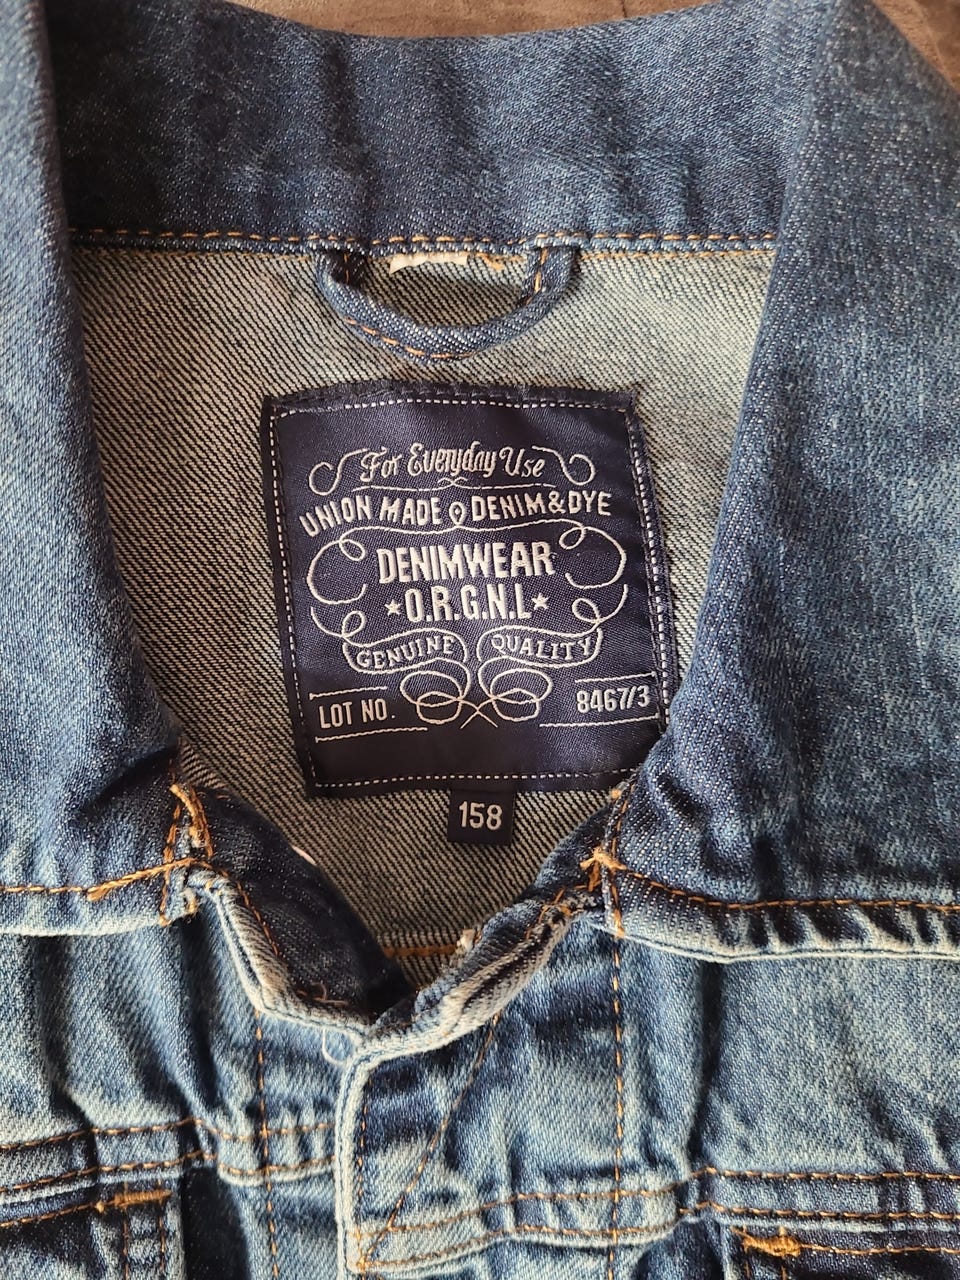 For Everyday Use
UNION MADE & DENIM&DYE
DENIMWEAR
★O.R.G.N.L★
GENUINE QUALITY
LOT NO. 8467/3
158